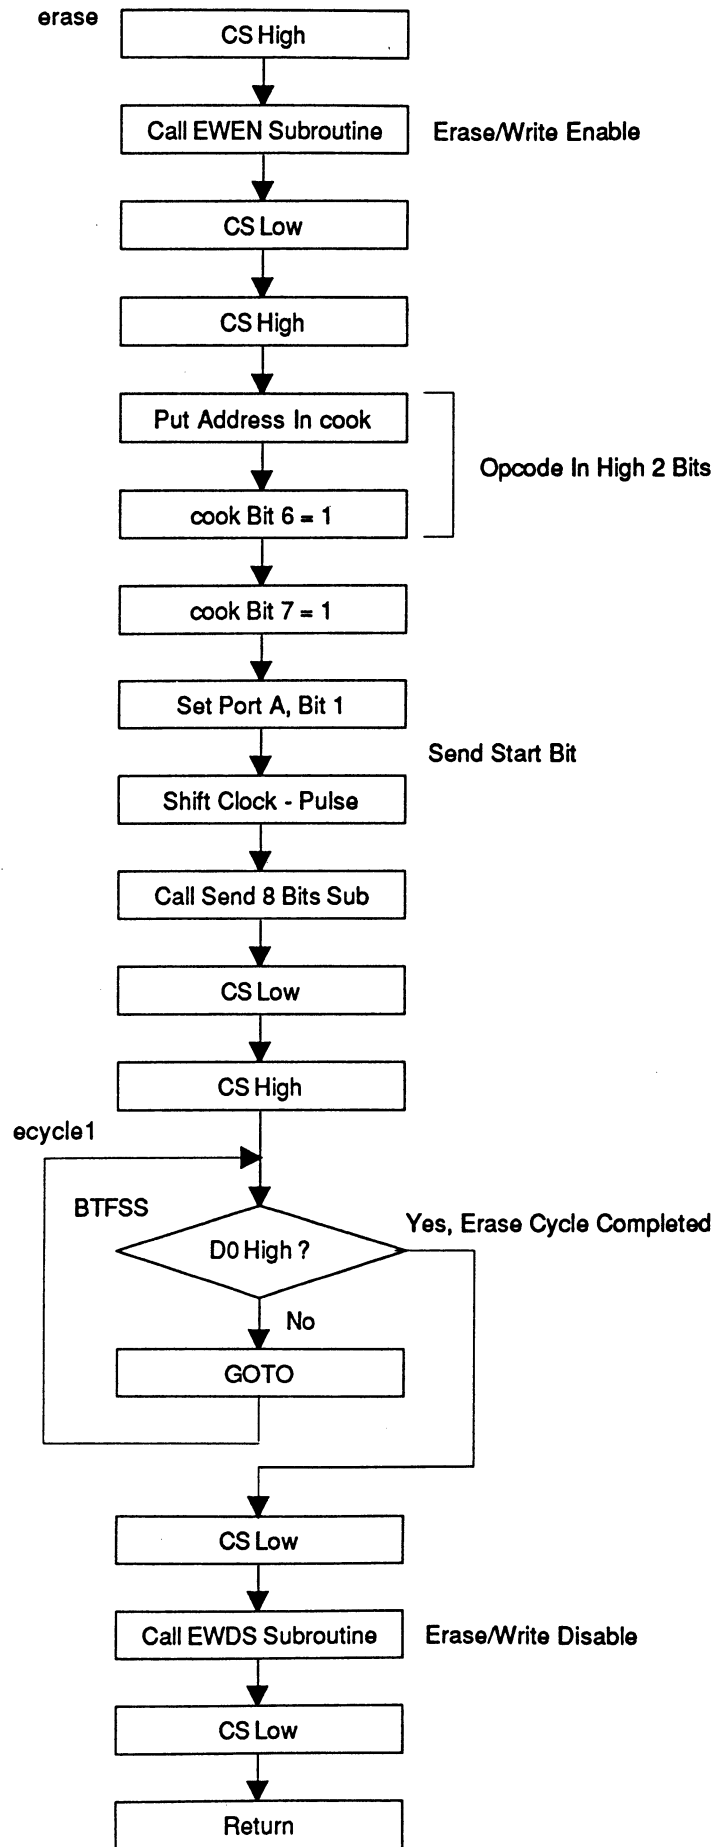 erase
CS High
Call EWEN Subroutine
Erase/Write Enable
CS Low
CS High
Put Address In cook
Opcode In High 2 Bits
cook Bit 6 = 1
cook Bit 7 = 1
Set Port A, Bit 1
Send Start Bit
Shift Clock - Pulse
Call Send 8 Bits Sub
CS Low
CS High
ecycle1
BTFSS
Yes, Erase Cycle Completed
D0 High ?
No
GOTO
CS Low
Call EWDS Subroutine
Erase/Write Disable
CS Low
Return